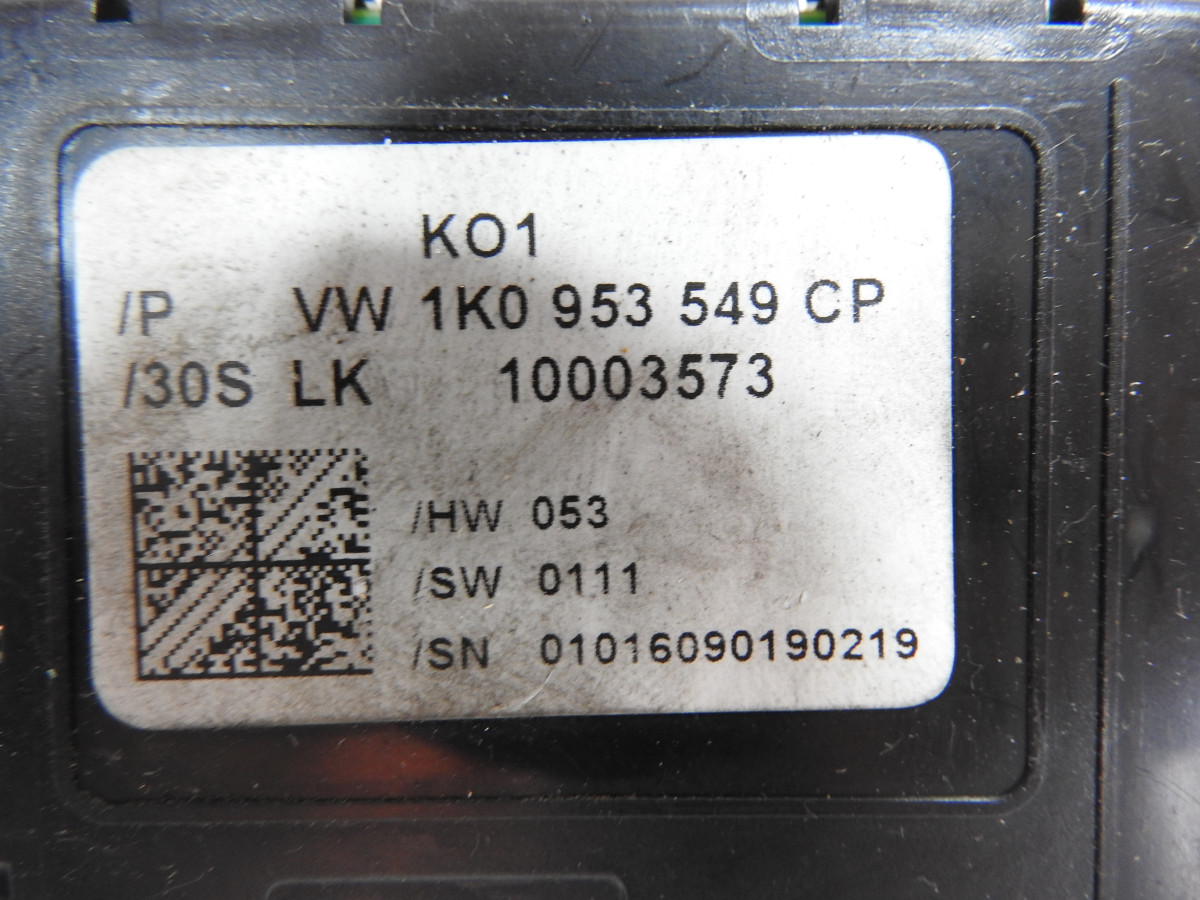 KO1
/P VW 1K0 953 549 CP
/30S LK 10003573
/HW 053
/SW 0111
/SN 01016090190219